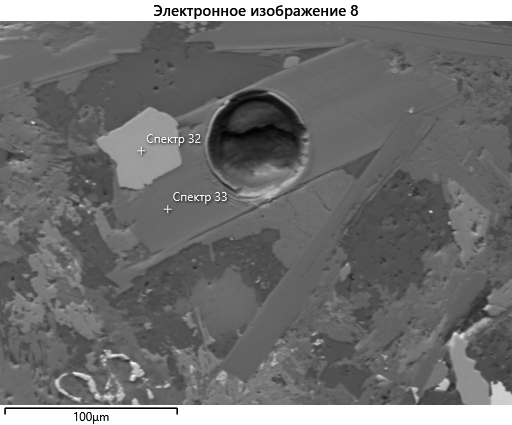 Электронное изображение 8
Спектр 32
Спектр 33
100µm